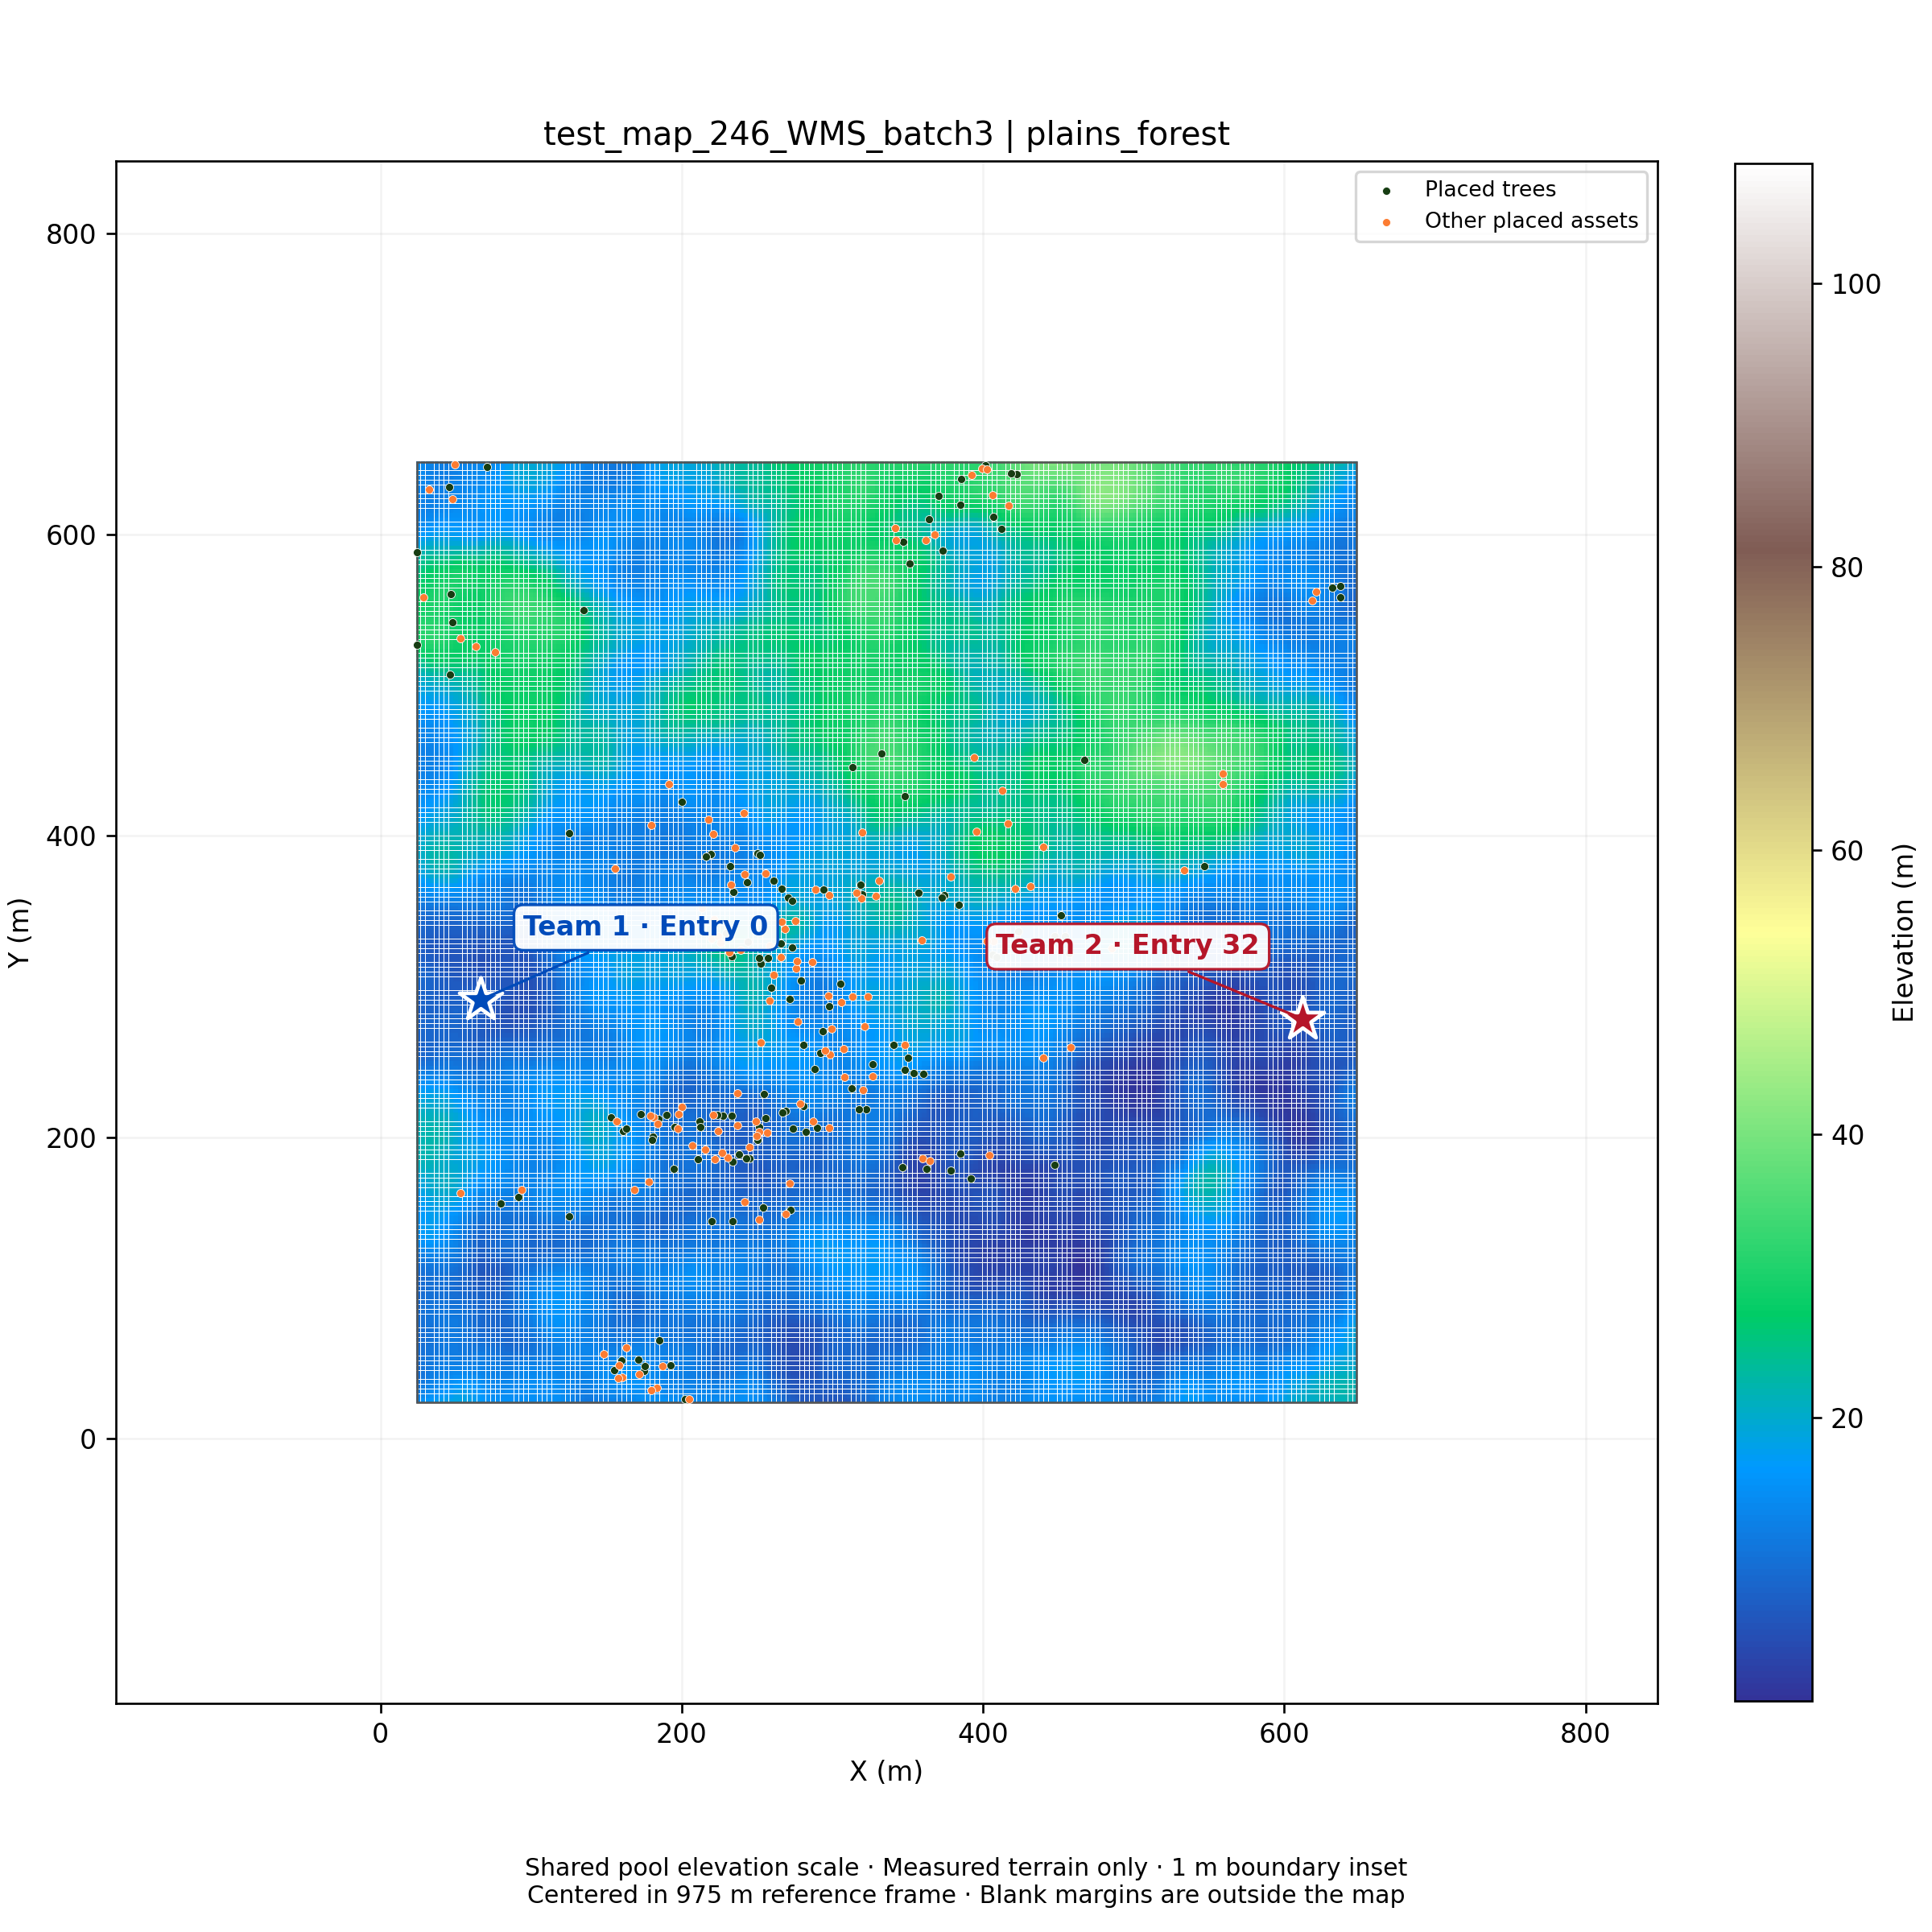 test_map_246_WMS_batch3 | plains_forest
Placed trees
Other placed assets
Team 1 · Entry 0
Team 2 · Entry 32
800
600
400
200
0
Y (m)
0
200
400
600
800
X (m)
100
80
60
40
20
Elevation (m)
Shared pool elevation scale · Measured terrain only · 1 m boundary inset
Centered in 975 m reference frame · Blank margins are outside the map